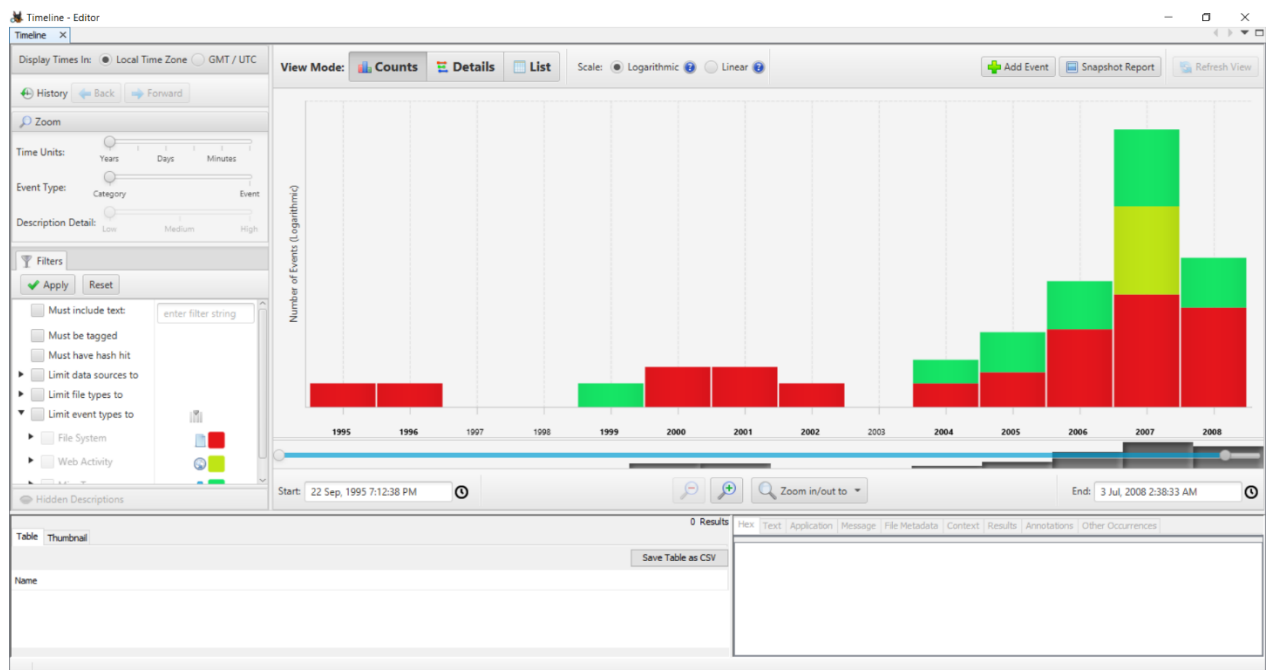 Timeline - Editor
Timeline X
Display Times In: Local Time Zone GMT / UTC
History Back Forward
Zoom
Time Units: Years Days Minutes
Event Type: Category Event
Description Detail: Low Medium High
Filters
Apply Reset
Must include text: enter filter string
Must be tagged
Must have hash hit
Limit data sources to
Limit file types to
Limit event types to
File System
Web Activity
Hidden Descriptions
View Mode: Counts Details List Scale: Logarithmic ? Linear ? Add Event Snapshot Report Refresh View
Number of Events (Logarithmic)
1995 1996 1997 1998 1999 2000 2001 2002 2003 2004 2005 2006 2007 2008
Start: 22 Sep, 1995 7:12:38 PM Zoom in/out to End: 3 Jul, 2008 2:38:33 AM
0 Results
Table Thumbnail
Save Table as CSV
Name
Hex Text Application Message File Metadata Context Results Annotations Other Occurrences